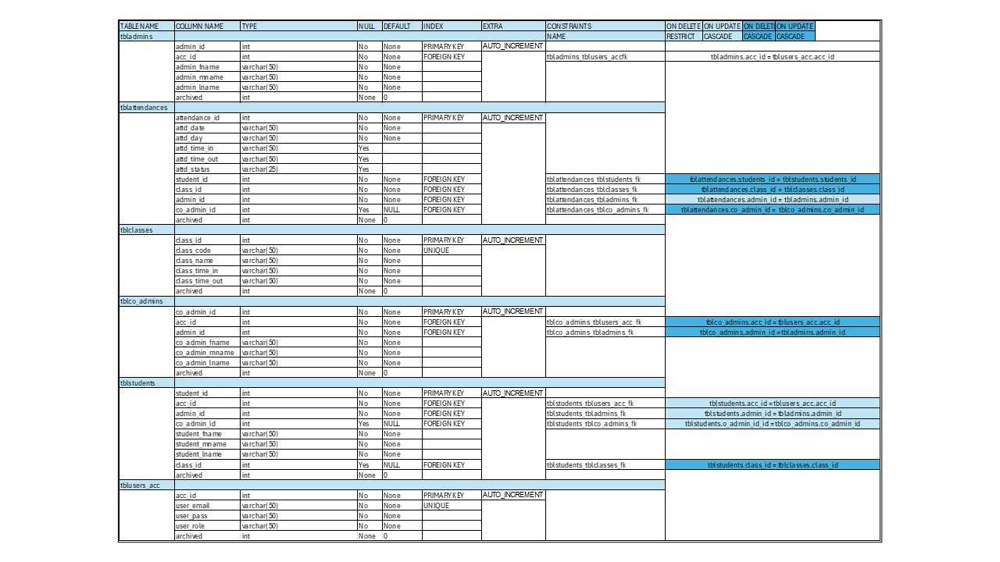 TABLE NAME COLUMN NAME TYPE NULL DEFAULT INDEX EXTRA CONSTRAINTS ON DELETE ON UPDATE ON DELETE ON UPDATE
tbladmins NAME RESTRICT CASCADE CASCADE CASCADE
admin_id int No None PRIMARY KEY AUTO_INCREMENT
acc_id int No None FOREIGN KEY tbladmins_tblusers_accfk tbladmins.acc_id = tblusers_acc.acc_id
admin_fname varchar(50) No None
admin_mname varchar(50) No None
admin_lname varchar(50) No None
archived int None 0
tblattendances
attendance_id int No None PRIMARY KEY AUTO_INCREMENT
attd_date varchar(50) No None
attd_day varchar(50) No None
attd_time_in varchar(50) Yes
attd_time_out varchar(50) Yes
attd_status varchar(25) Yes
student_id int No None FOREIGN KEY tblattendances_tblstudents_fk tblattendances.students_id = tblstudents.students_id
class_id int No None FOREIGN KEY tblattendances_tblclasses_fk tblattendances.class_id = tblclasses.class_id
admin_id int No None FOREIGN KEY tblattendances_tbladmins_fk tblattendances.admin_id = tbladmins.admin_id
co_admin_id int Yes NULL FOREIGN KEY tblattendances_tblco_admins_fk tblattendances.co_admin_id = tblco_admins.co_admin_id
archived int None 0
tblclasses
class_id int No None PRIMARY KEY AUTO_INCREMENT
class_code varchar(50) No None UNIQUE
class_name varchar(50) No None
class_time_in varchar(50) No None
class_time_out varchar(50) No None
archived int None 0
tblco_admins
co_admin_id int No None PRIMARY KEY AUTO_INCREMENT
acc_id int No None FOREIGN KEY tblco_admins_tblusers_acc_fk tblco_admins.acc_id = tblusers_acc.acc_id
admin_id int No None FOREIGN KEY tblco_admins_tbladmins_fk tblco_admins.admin_id = tbladmins.admin_id
co_admin_fname varchar(50) No None
co_admin_mname varchar(50) No None
co_admin_lname varchar(50) No None
archived int None 0
tblstudents
student_id int No None PRIMARY KEY AUTO_INCREMENT
acc_id int No None FOREIGN KEY tblstudents_tblusers_acc_fk tblstudents.acc_id =tblusers_acc.acc_id
admin_id int No None FOREIGN KEY tblstudents_tbladmins_fk tblstudents.admin_id = tbladmins.admin_id
co_admin_id int Yes NULL FOREIGN KEY tblstudents_tblco_admins_fk tblstudents.o_admin_id_id =tblco_admins.co_admin_id
student_fname varchar(50) No None
student_mname varchar(50) No None
student_lname varchar(50) No None
class_id int Yes NULL FOREIGN KEY tblstudents_tblclasses_fk tblstudents.class_id = tblclasses.class_id
archived int None 0
tblusers_acc
acc_id int No None PRIMARY KEY AUTO_INCREMENT
user_email varchar(50) No None UNIQUE
user_pass varchar(50) No None
user_role varchar(50) No None
archived int None 0